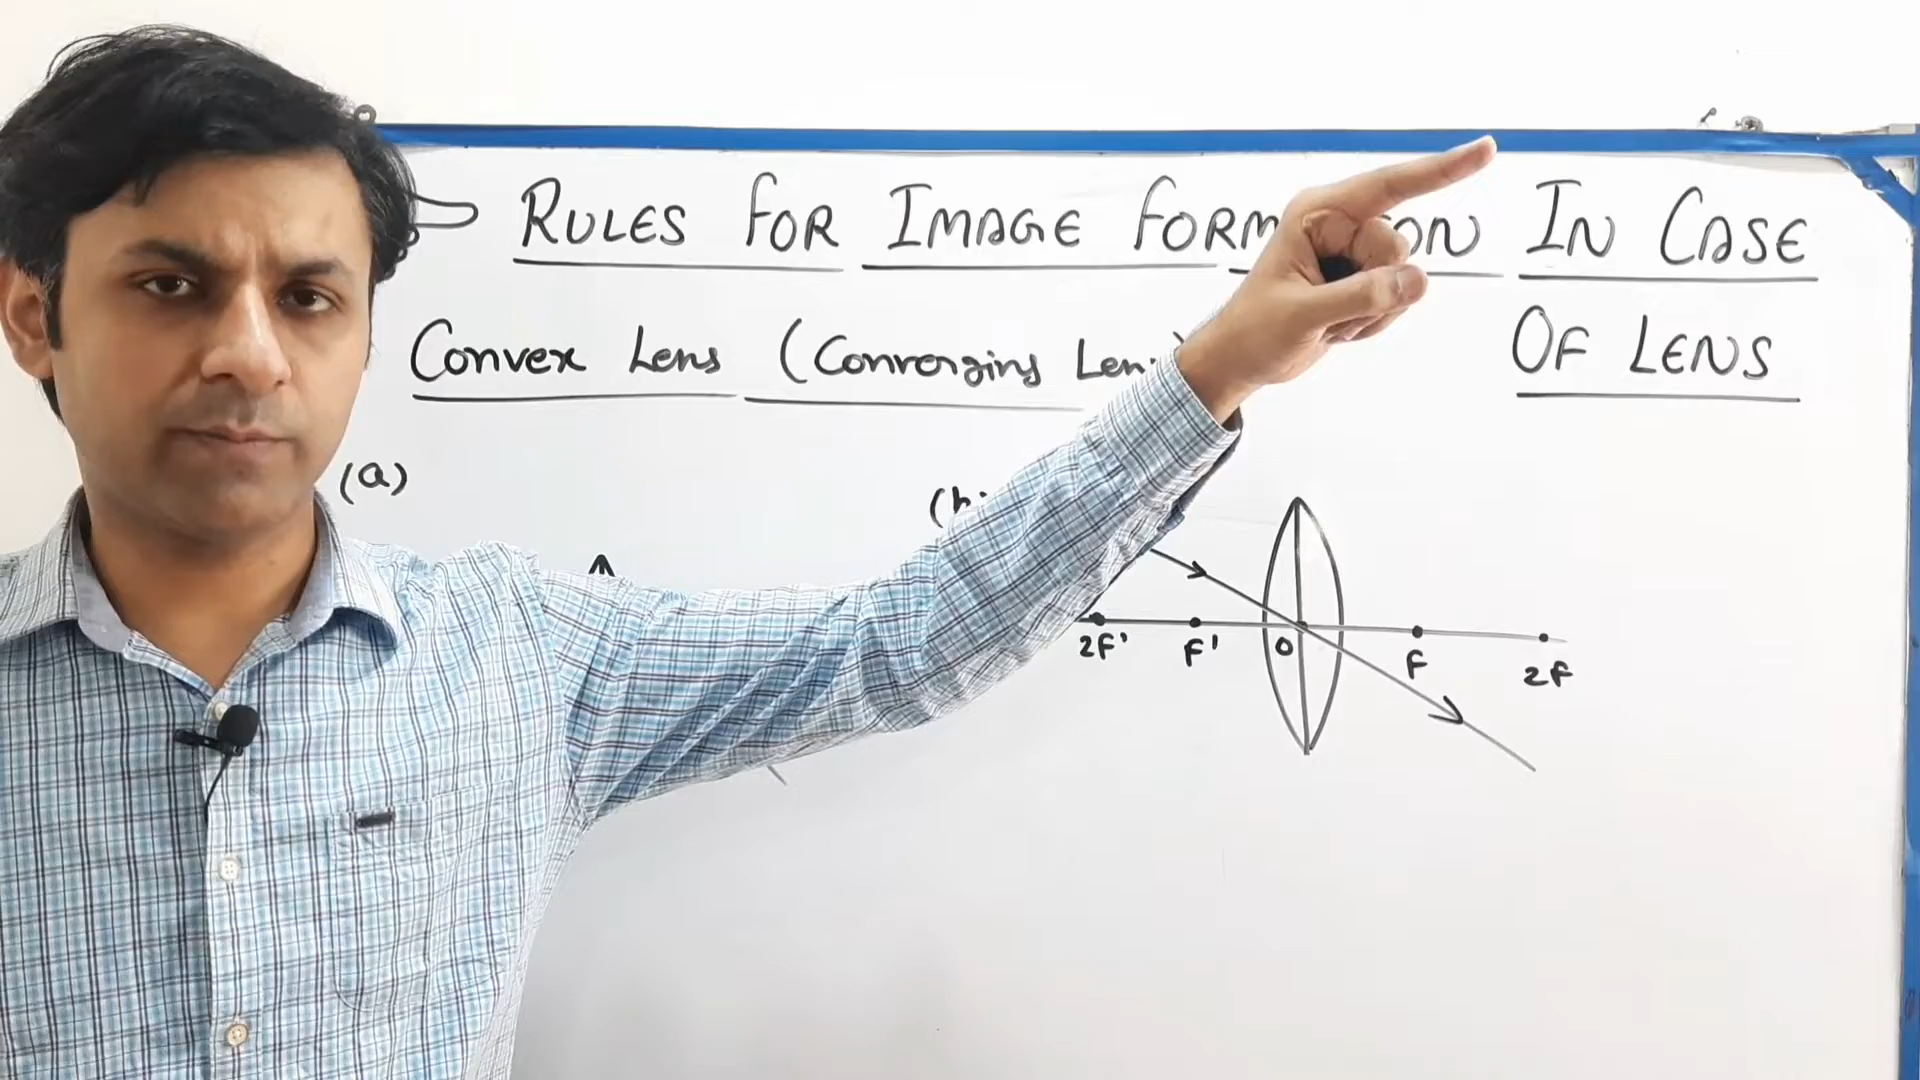 RULES FOR IMAGE FORM ON IN CASE
OF LENS
Convex Lens (Converging Len
(a)
(b
2F' F' O F 2F